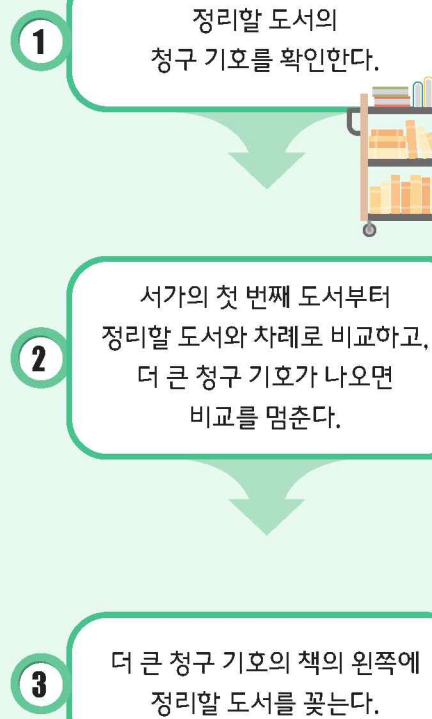 1
정리할 도서의
청구 기호를 확인한다.
2
서가의 첫 번째 도서부터
정리할 도서와 차례로 비교하고,
더 큰 청구 기호가 나오면
비교를 멈춘다.
3
더 큰 청구 기호의 책의 왼쪽에
정리할 도서를 꽂는다.